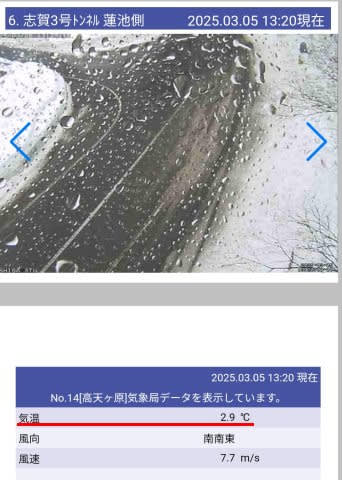 6. 志賀3号ﾄﾝﾈﾙ 蓮池側 2025.03.05 13:20現在
2025.03.05 13:20 現在
No.14[高天ヶ原]気象局データを表示しています。
気温 2.9 ℃
風向 南南東
風速 7.7 m/s